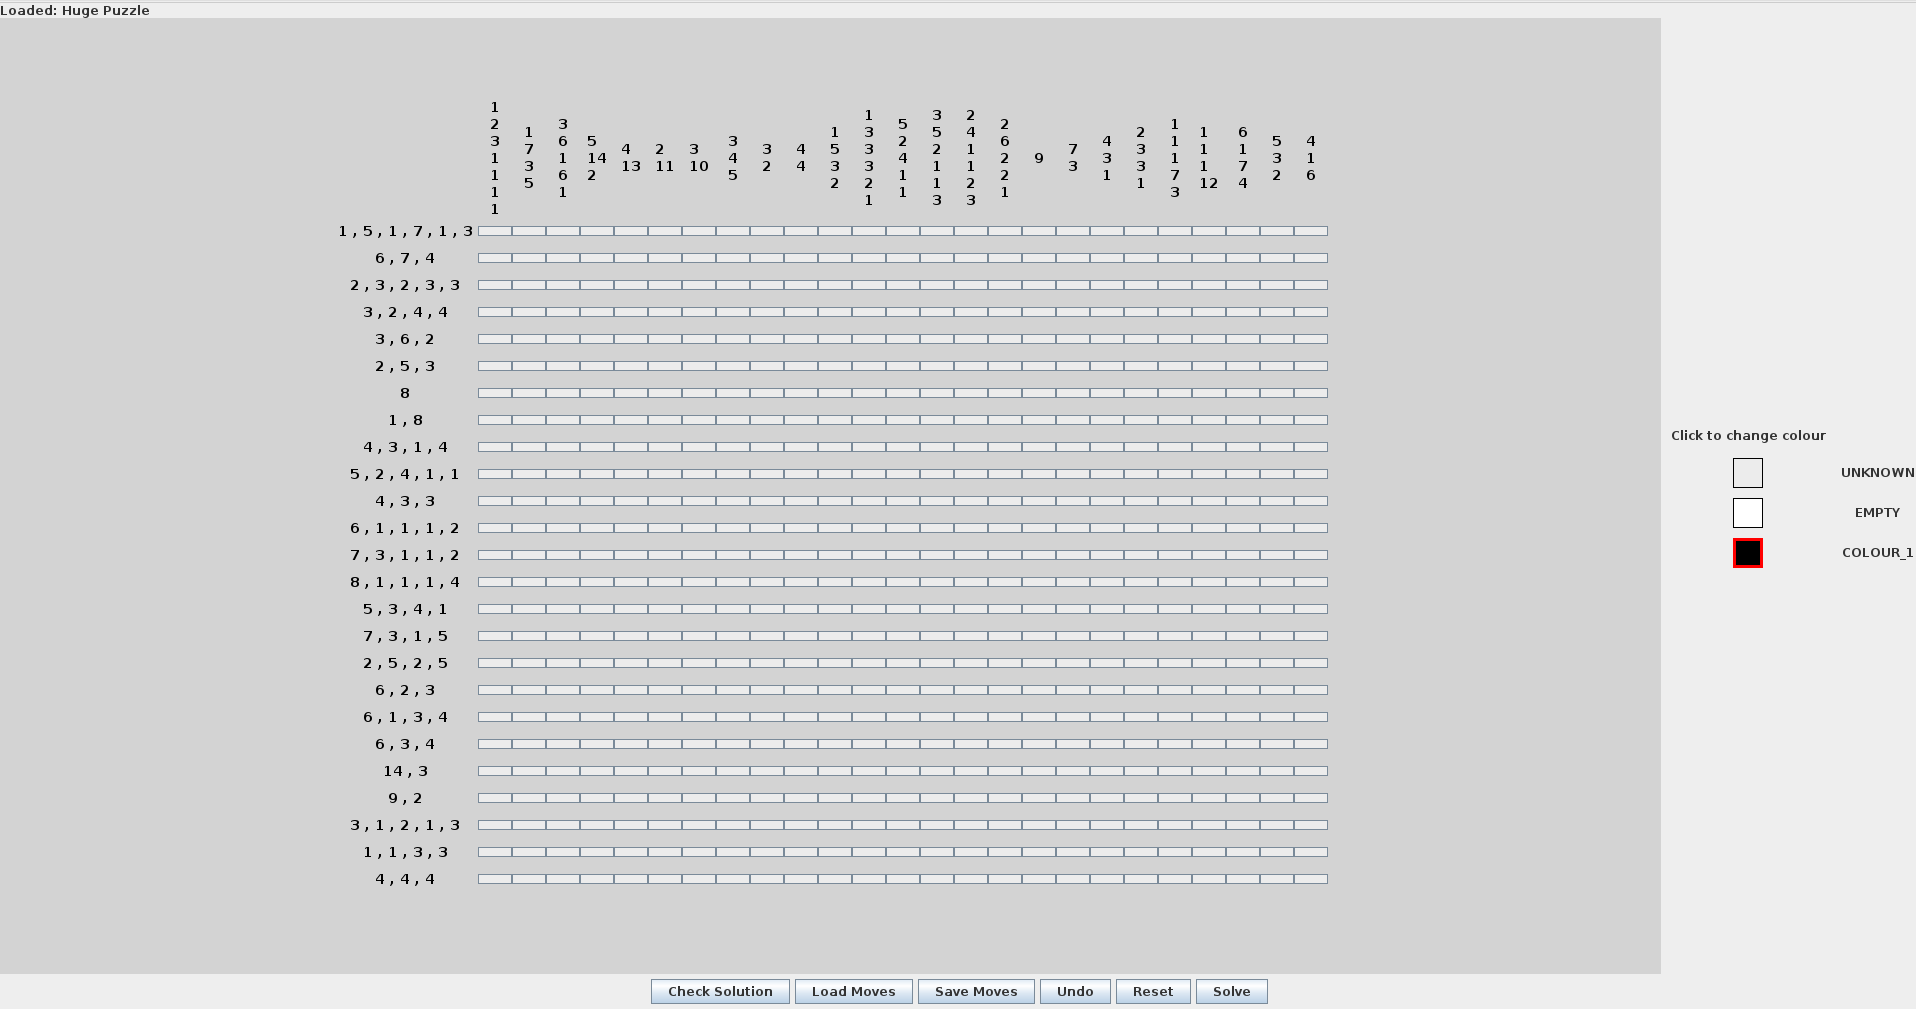 Loaded: Huge Puzzle
1 2 3 1 1 1 1
1 7 3 5
3 6 1 6 1
5 14 2
4 13
2 11
3 10
3 4 5
3 2
4 4
1 5 3 2
1 3 3 3 2 1
5 2 4 1 1
3 5 2 1 1 3
2 4 1 1 2 3
2 6 2 2 1
9
7 3
4 3 1
2 3 3 1
1 1 1 7 3
1 1 1 12
6 1 7 4
5 3 2
4 1 6
1 , 5 , 1 , 7 , 1 , 3
6 , 7 , 4
2 , 3 , 2 , 3 , 3
3 , 2 , 4 , 4
3 , 6 , 2
2 , 5 , 3
8
1 , 8
4 , 3 , 1 , 4
5 , 2 , 4 , 1 , 1
4 , 3 , 3
6 , 1 , 1 , 1 , 2
7 , 3 , 1 , 1 , 2
8 , 1 , 1 , 1 , 4
5 , 3 , 4 , 1
7 , 3 , 1 , 5
2 , 5 , 2 , 5
6 , 2 , 3
6 , 1 , 3 , 4
6 , 3 , 4
14 , 3
9 , 2
3 , 1 , 2 , 1 , 3
1 , 1 , 3 , 3
4 , 4 , 4
Click to change colour
UNKNOWN
EMPTY
COLOUR_1
Check Solution Load Moves Save Moves Undo Reset Solve